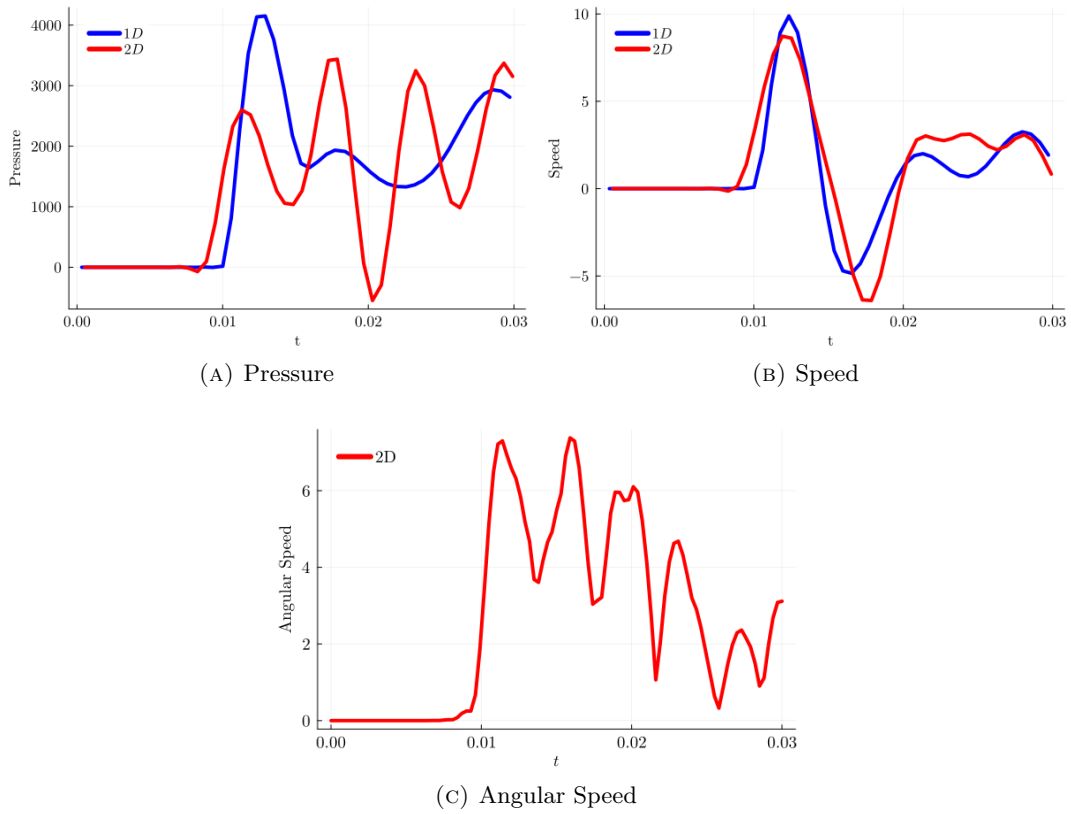 4000
3000
2000
1000
0
Pressure
1D
2D
0.00
0.01
0.02
0.03
t
(A) Pressure
10
5
0
−5
Speed
1D
2D
0.00
0.01
0.02
0.03
t
(B) Speed
6
4
2
0
Angular Speed
2D
0.00
0.01
0.02
0.03
t
(C) Angular Speed